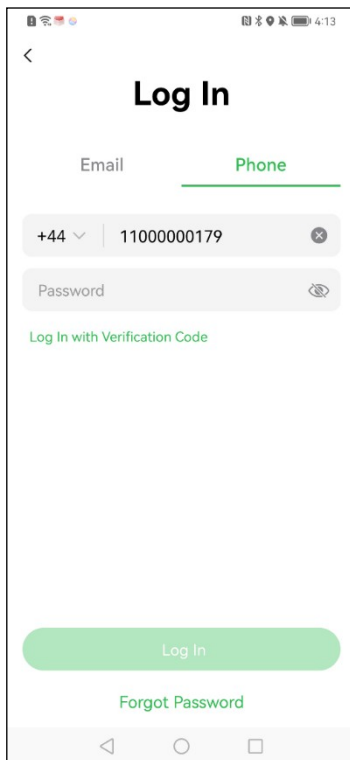 4:13
Log In
Email Phone
+44 11000000179
Password
Log In with Verification Code
Log In
Forgot Password